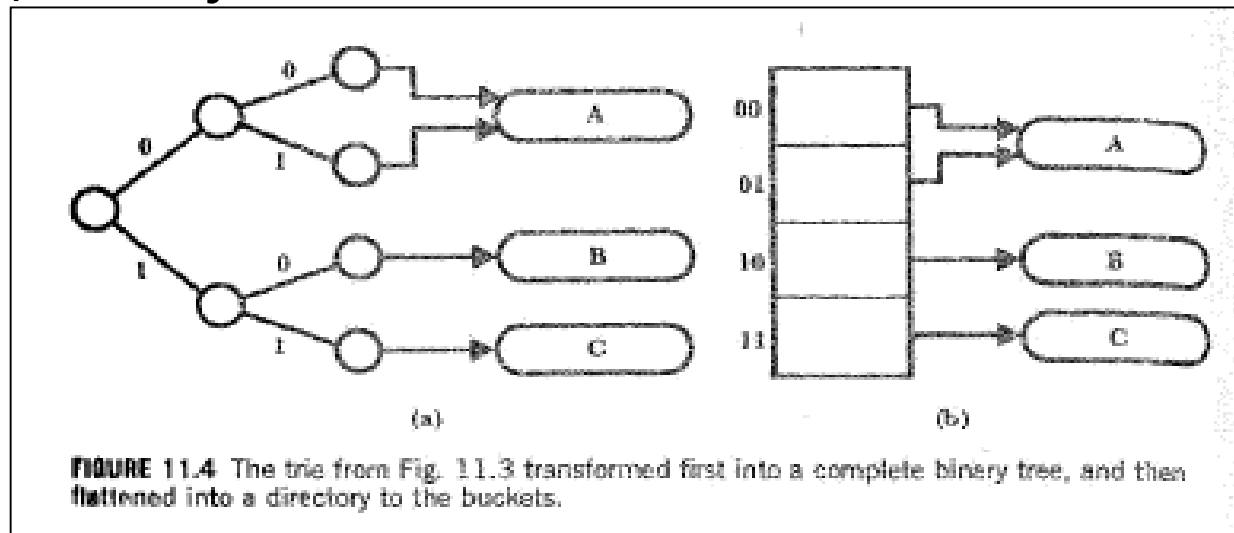 0
0
A
1
1
0
B
1
C
(a)
00
A
01
10
B
11
C
(b)
FIGURE 11.4 The trie from Fig. 11.3 transformed first into a complete binary tree, and then
flattened into a directory to the buckets.